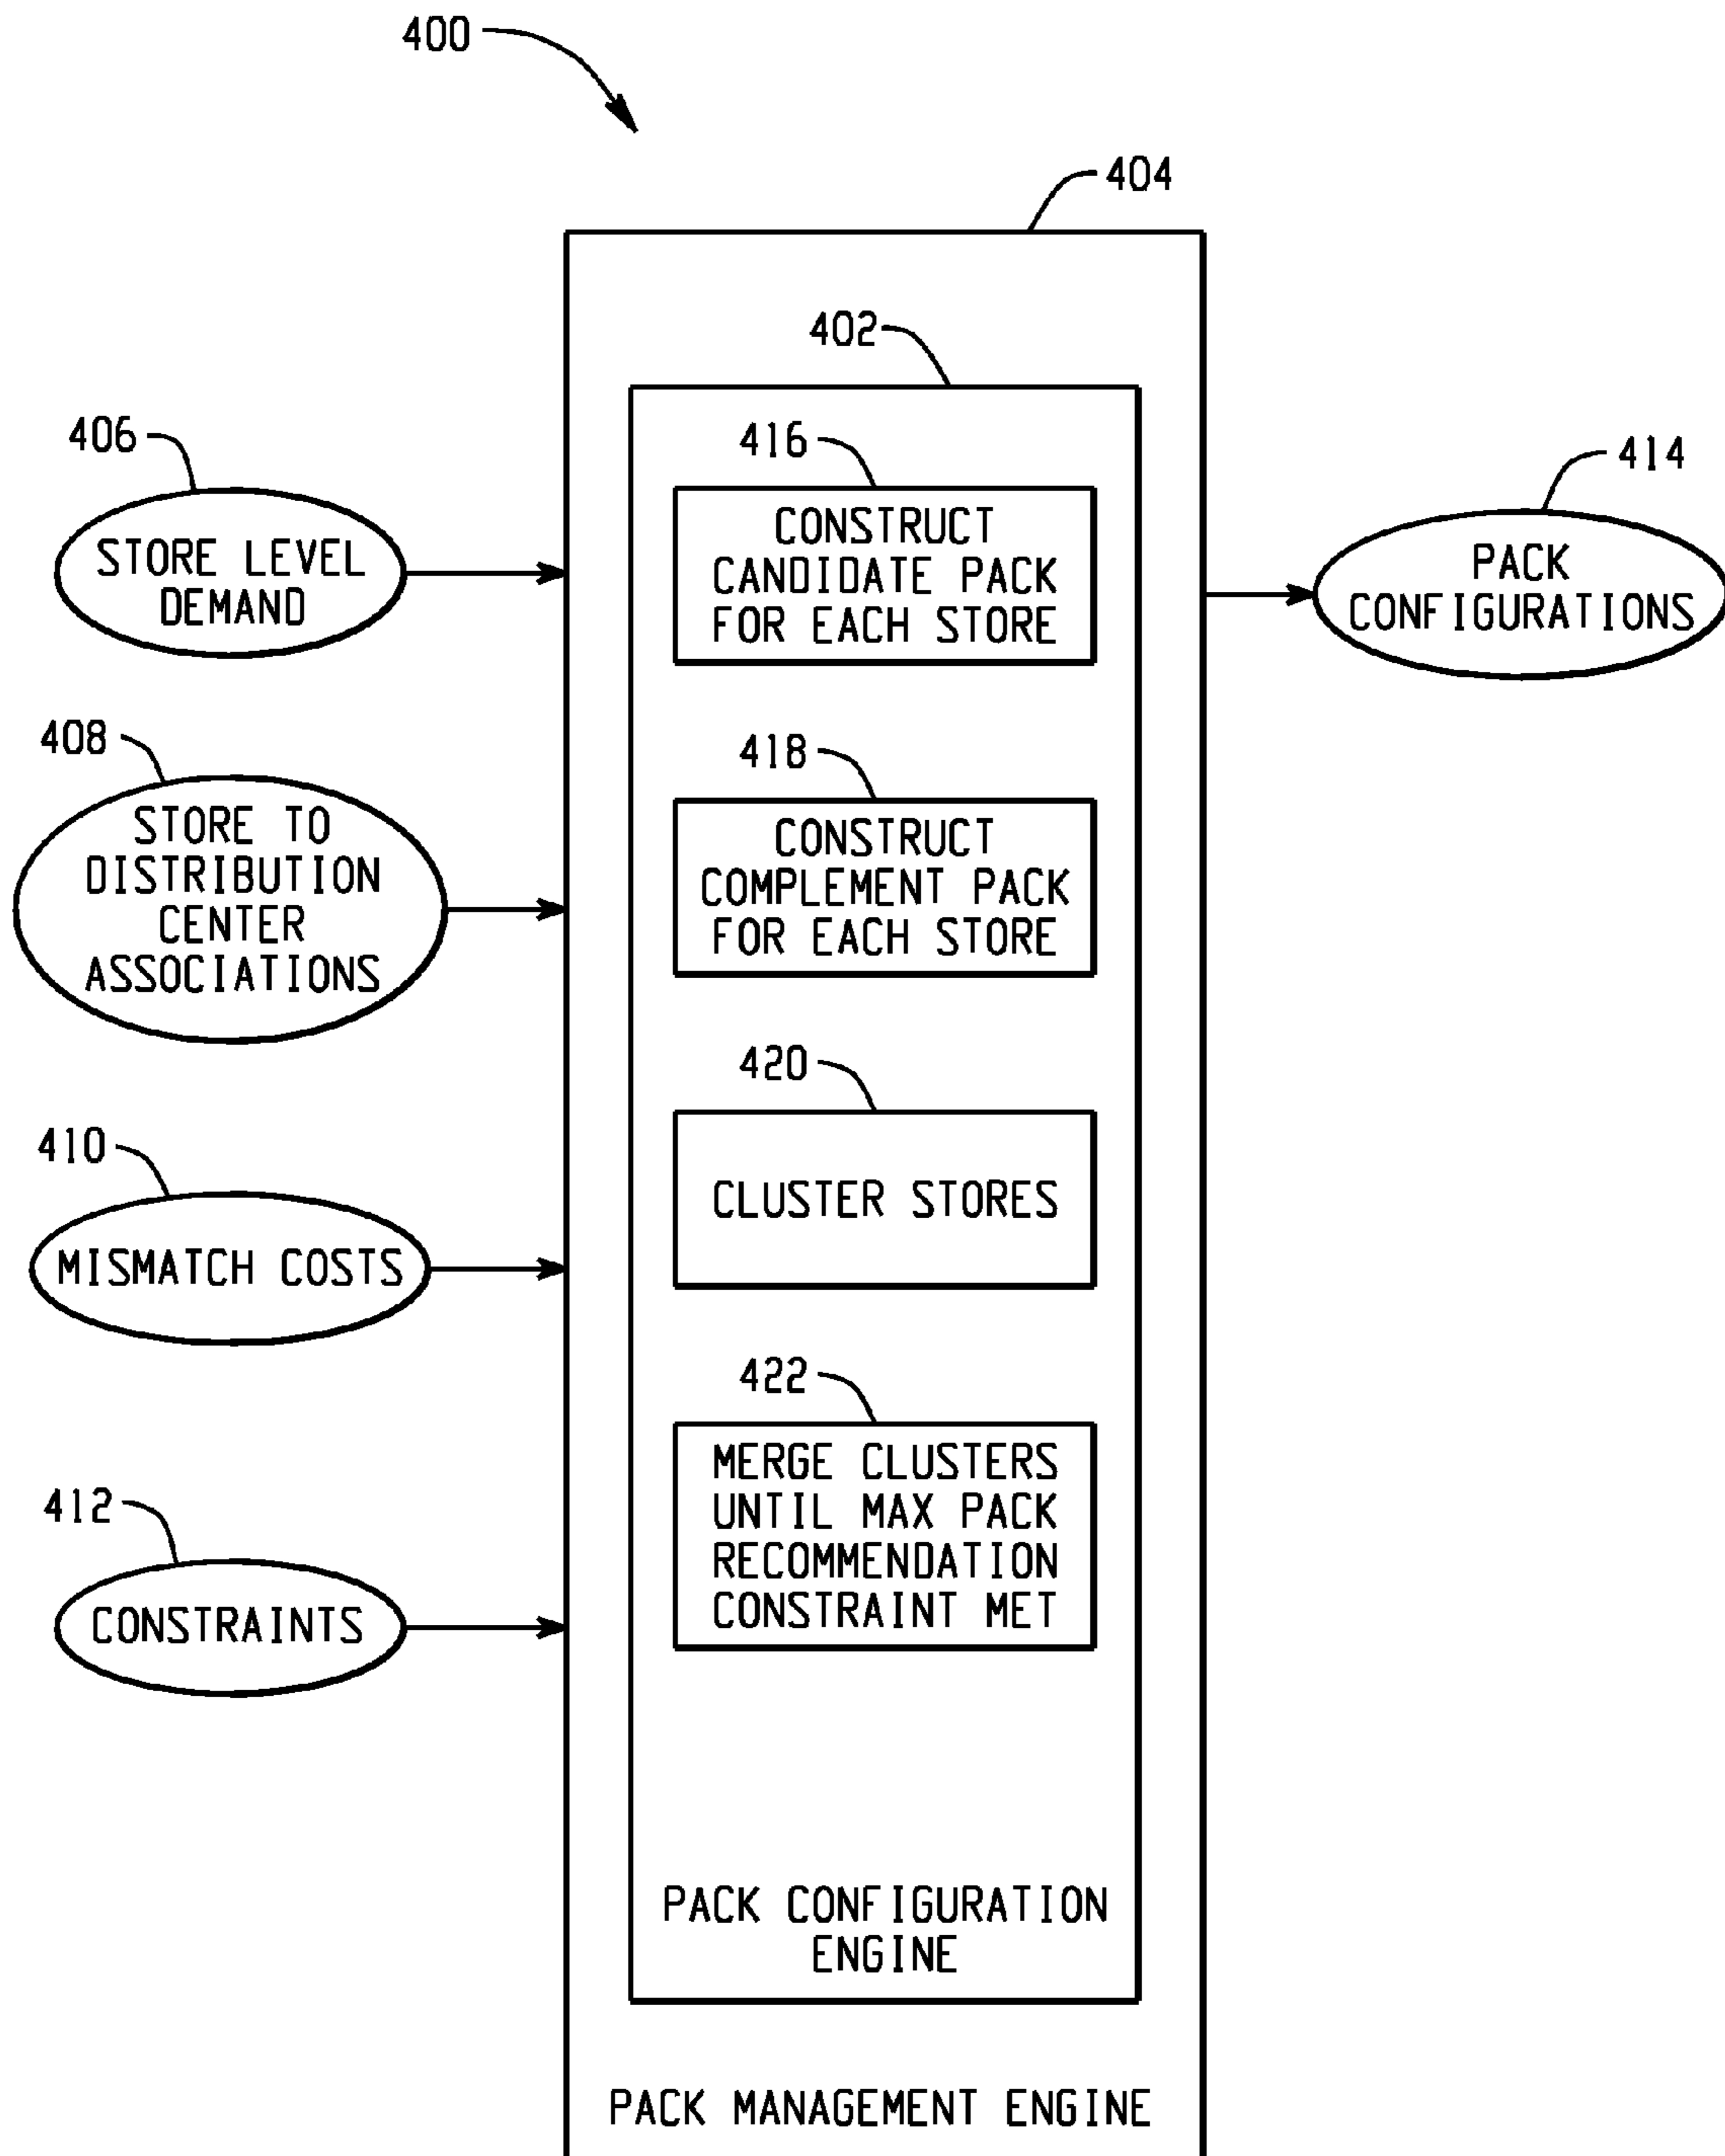 400
404
402
406
STORE LEVEL
DEMAND
408
STORE TO
DISTRIBUTION
CENTER
ASSOCIATIONS
410
MISMATCH COSTS
412
CONSTRAINTS
416
CONSTRUCT
CANDIDATE PACK
FOR EACH STORE
418
CONSTRUCT
COMPLEMENT PACK
FOR EACH STORE
420
CLUSTER STORES
422
MERGE CLUSTERS
UNTIL MAX PACK
RECOMMENDATION
CONSTRAINT MET
PACK CONFIGURATION
ENGINE
PACK MANAGEMENT ENGINE
414
PACK
CONFIGURATIONS